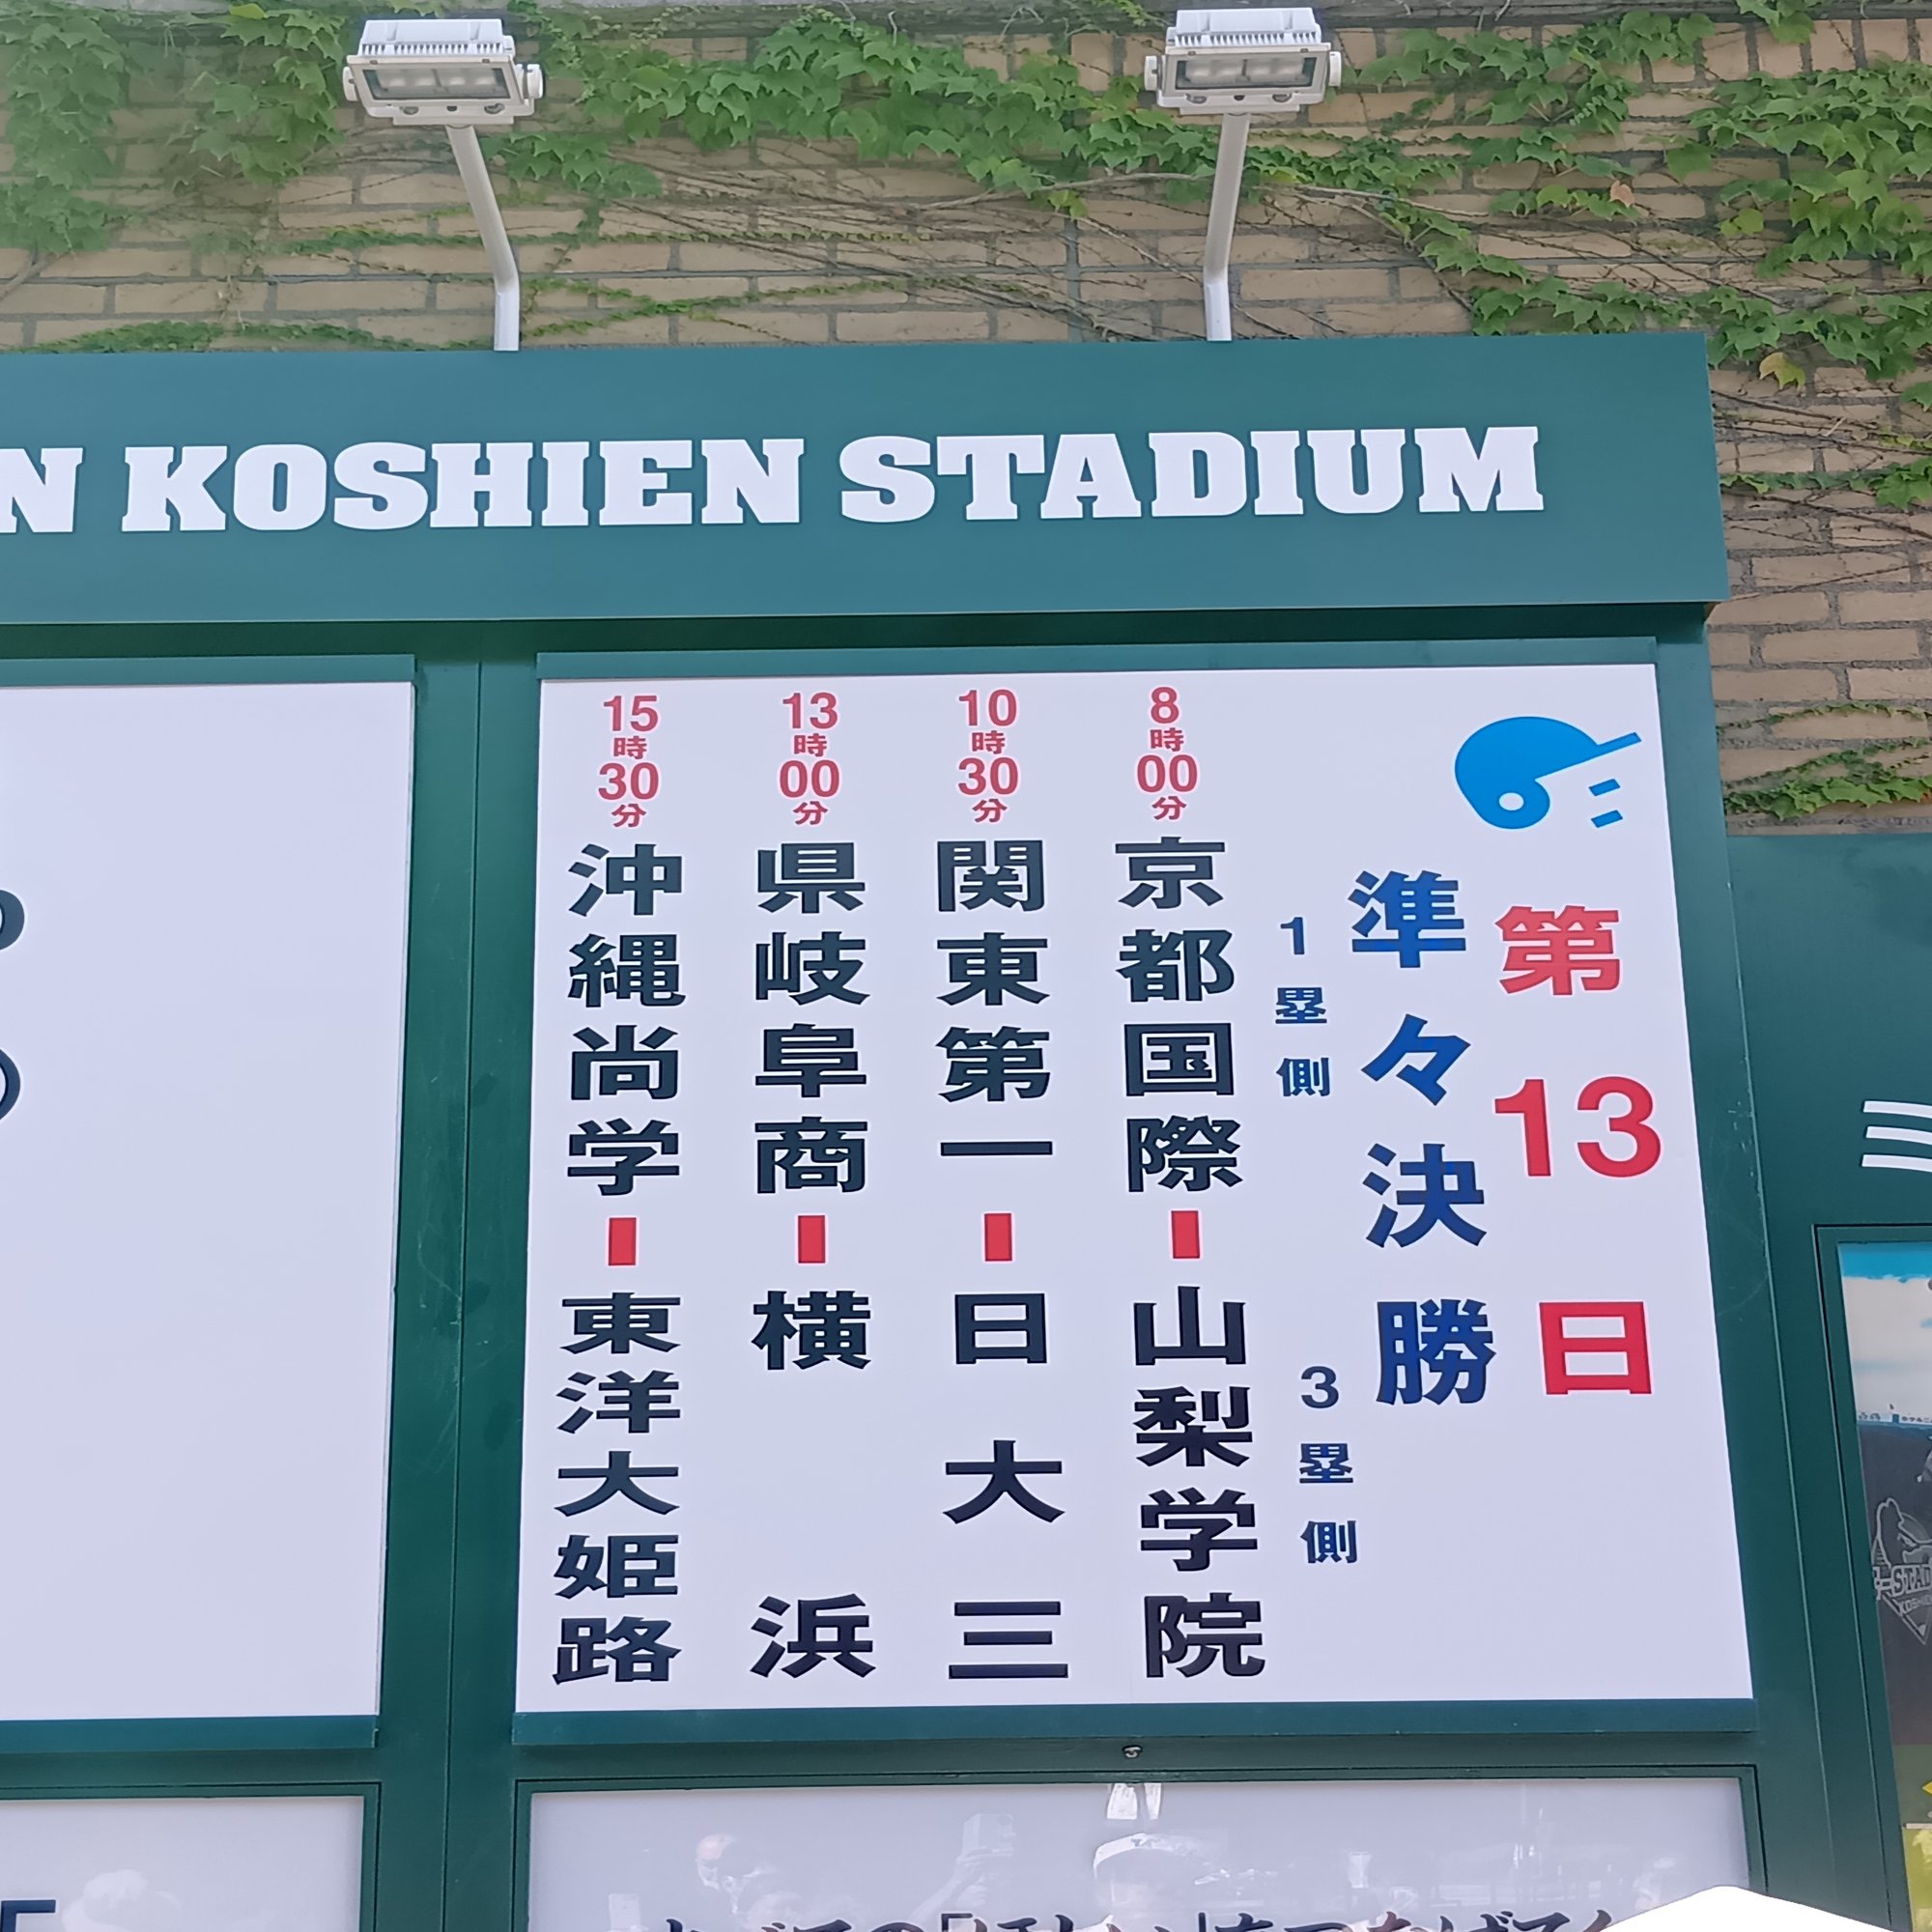 N KOSHIEN STADIUM
第13日
準々決勝
1塁側
3塁側
8時00分
京都国際
山梨学院
10時30分
関東第一
日大三
13時00分
県岐阜商
横浜
15時30分
沖縄尚学
東洋大姫路